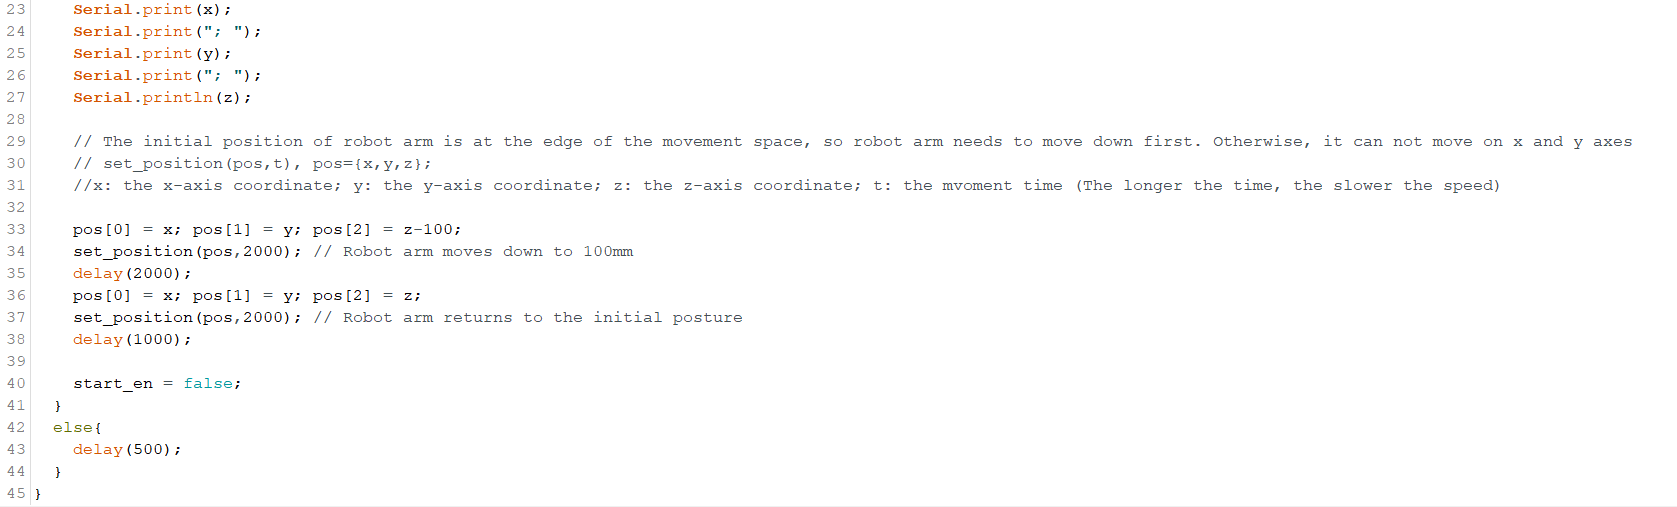 23 Serial.print(x);
24 Serial.print("; ");
25 Serial.print(y);
26 Serial.print("; ");
27 Serial.println(z);
28
29 // The initial position of robot arm is at the edge of the movement space, so robot arm needs to move down first. Otherwise, it can not move on x and y axes
30 // set_position(pos,t), pos={x,y,z};
31 //x: the x-axis coordinate; y: the y-axis coordinate; z: the z-axis coordinate; t: the mvoment time (The longer the time, the slower the speed)
32
33 pos[0] = x; pos[1] = y; pos[2] = z-100;
34 set_position(pos,2000); // Robot arm moves down to 100mm
35 delay(2000);
36 pos[0] = x; pos[1] = y; pos[2] = z;
37 set_position(pos,2000); // Robot arm returns to the initial posture
38 delay(1000);
39
40 start_en = false;
41 }
42 else{
43 delay(500);
44 }
45 }